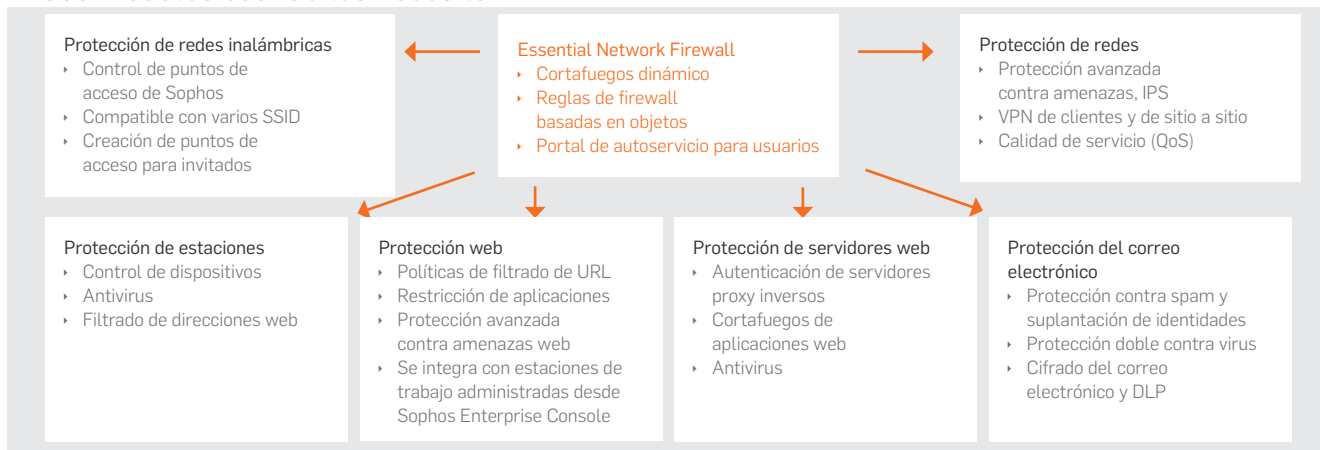 Protección de redes inalámbricas
‣ Control de puntos de
acceso de Sophos
‣ Compatible con varios SSID
‣ Creación de puntos de
acceso para invitados
Essential Network Firewall
‣ Cortafuegos dinámico
‣ Reglas de firewall
basadas en objetos
‣ Portal de autoservicio para usuarios
Protección de redes
‣ Protección avanzada
contra amenazas, IPS
‣ VPN de clientes y de sitio a sitio
‣ Calidad de servicio (QoS)
Protección de estaciones
‣ Control de dispositivos
‣ Antivirus
‣ Filtrado de direcciones web
Protección web
‣ Políticas de filtrado de URL
‣ Restricción de aplicaciones
‣ Protección avanzada
contra amenazas web
‣ Se integra con estaciones de
trabajo administradas desde
Sophos Enterprise Console
Protección de servidores web
‣ Autenticación de servidores
proxy inversos
‣ Cortafuegos de
aplicaciones web
‣ Antivirus
Protección del correo
electrónico
‣ Protección contra spam y
suplantación de identidades
‣ Protección doble contra virus
‣ Cifrado del correo
electrónico y DLP